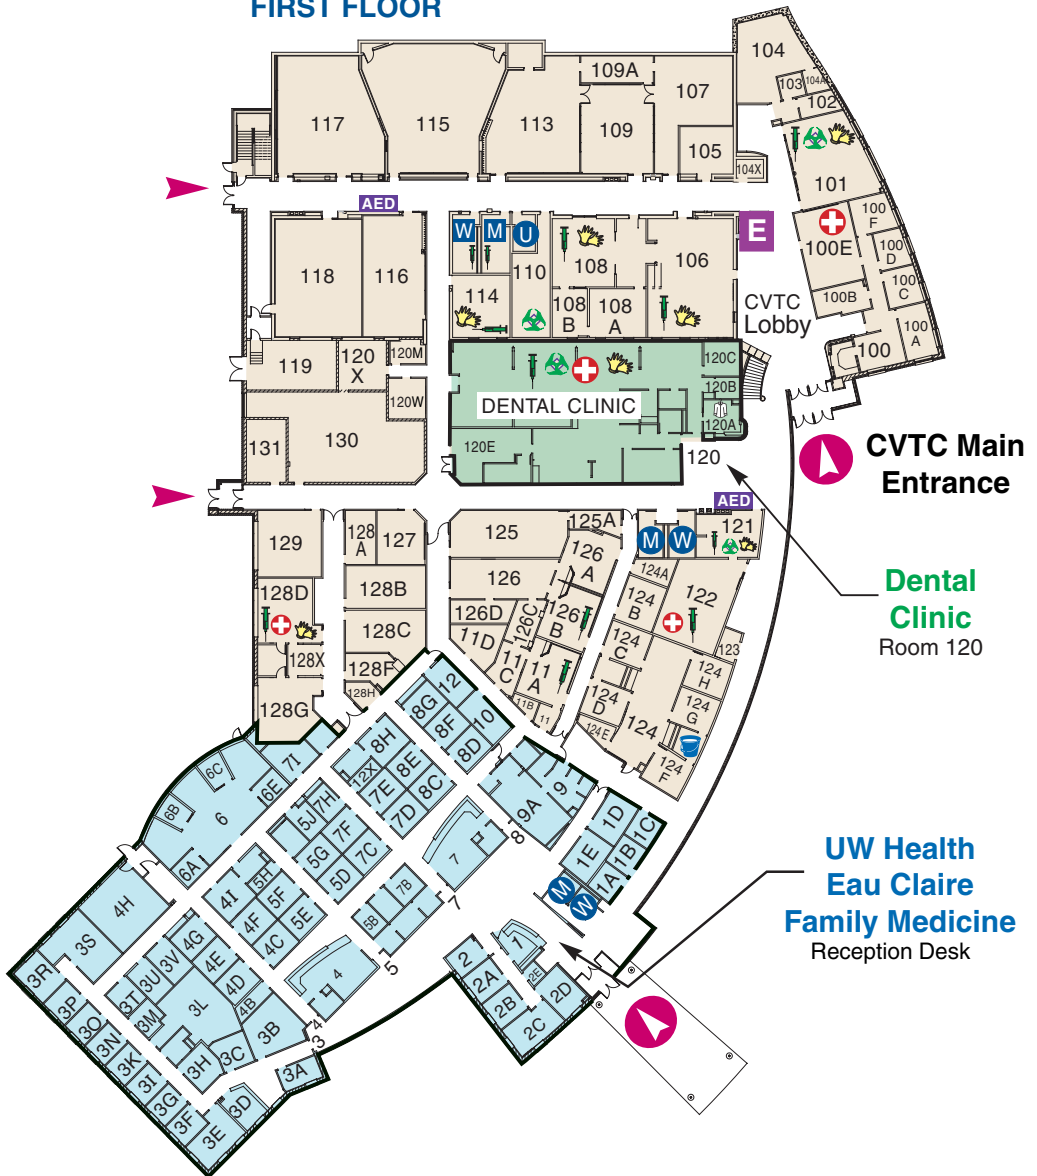 FIRST FLOOR
104
103
104A
102
109A
107
117
115
113
109
105
104X
101
AED
W
M
U
E
100
F
100E
100
D
100
C
100B
100
A
100
118
116
110
108
106
114
108
B
108
A
CVTC
Lobby
119
120
X
120M
120W
120C
120B
120A
DENTAL CLINIC
120E
120
130
131
CVTC Main
Entrance
AED
129
128
A
127
125
125A
M
W
121
126
A
128B
126
124A
124
B
122
128D
126D
126C
126
B
128C
11D
124
C
123
128X
128F
11
C
11
A
124
H
128H
11B
11
124
D
124
G
128G
124E
124
124
F
Dental
Clinic
Room 120
12
8G
8F
10
8H
8D
7I
6C
12X
8E
8C
7E
7D
6E
7H
5J
7F
7C
5G
5D
6B
6
6A
9
9A
8
1D
1C
1E
1B
1A
7
5H
4I
5F
5E
4F
4C
7B
5B
7
M
W
4H
3S
4G
3V
4E
3U
4D
4B
3T
3M
3L
3B
3C
3H
3R
3P
3O
3N
3K
3I
3G
3F
3E
3D
3A
4
5
4
3
1
2
2A
2B
2C
2E
2D
UW Health
Eau Claire
Family Medicine
Reception Desk